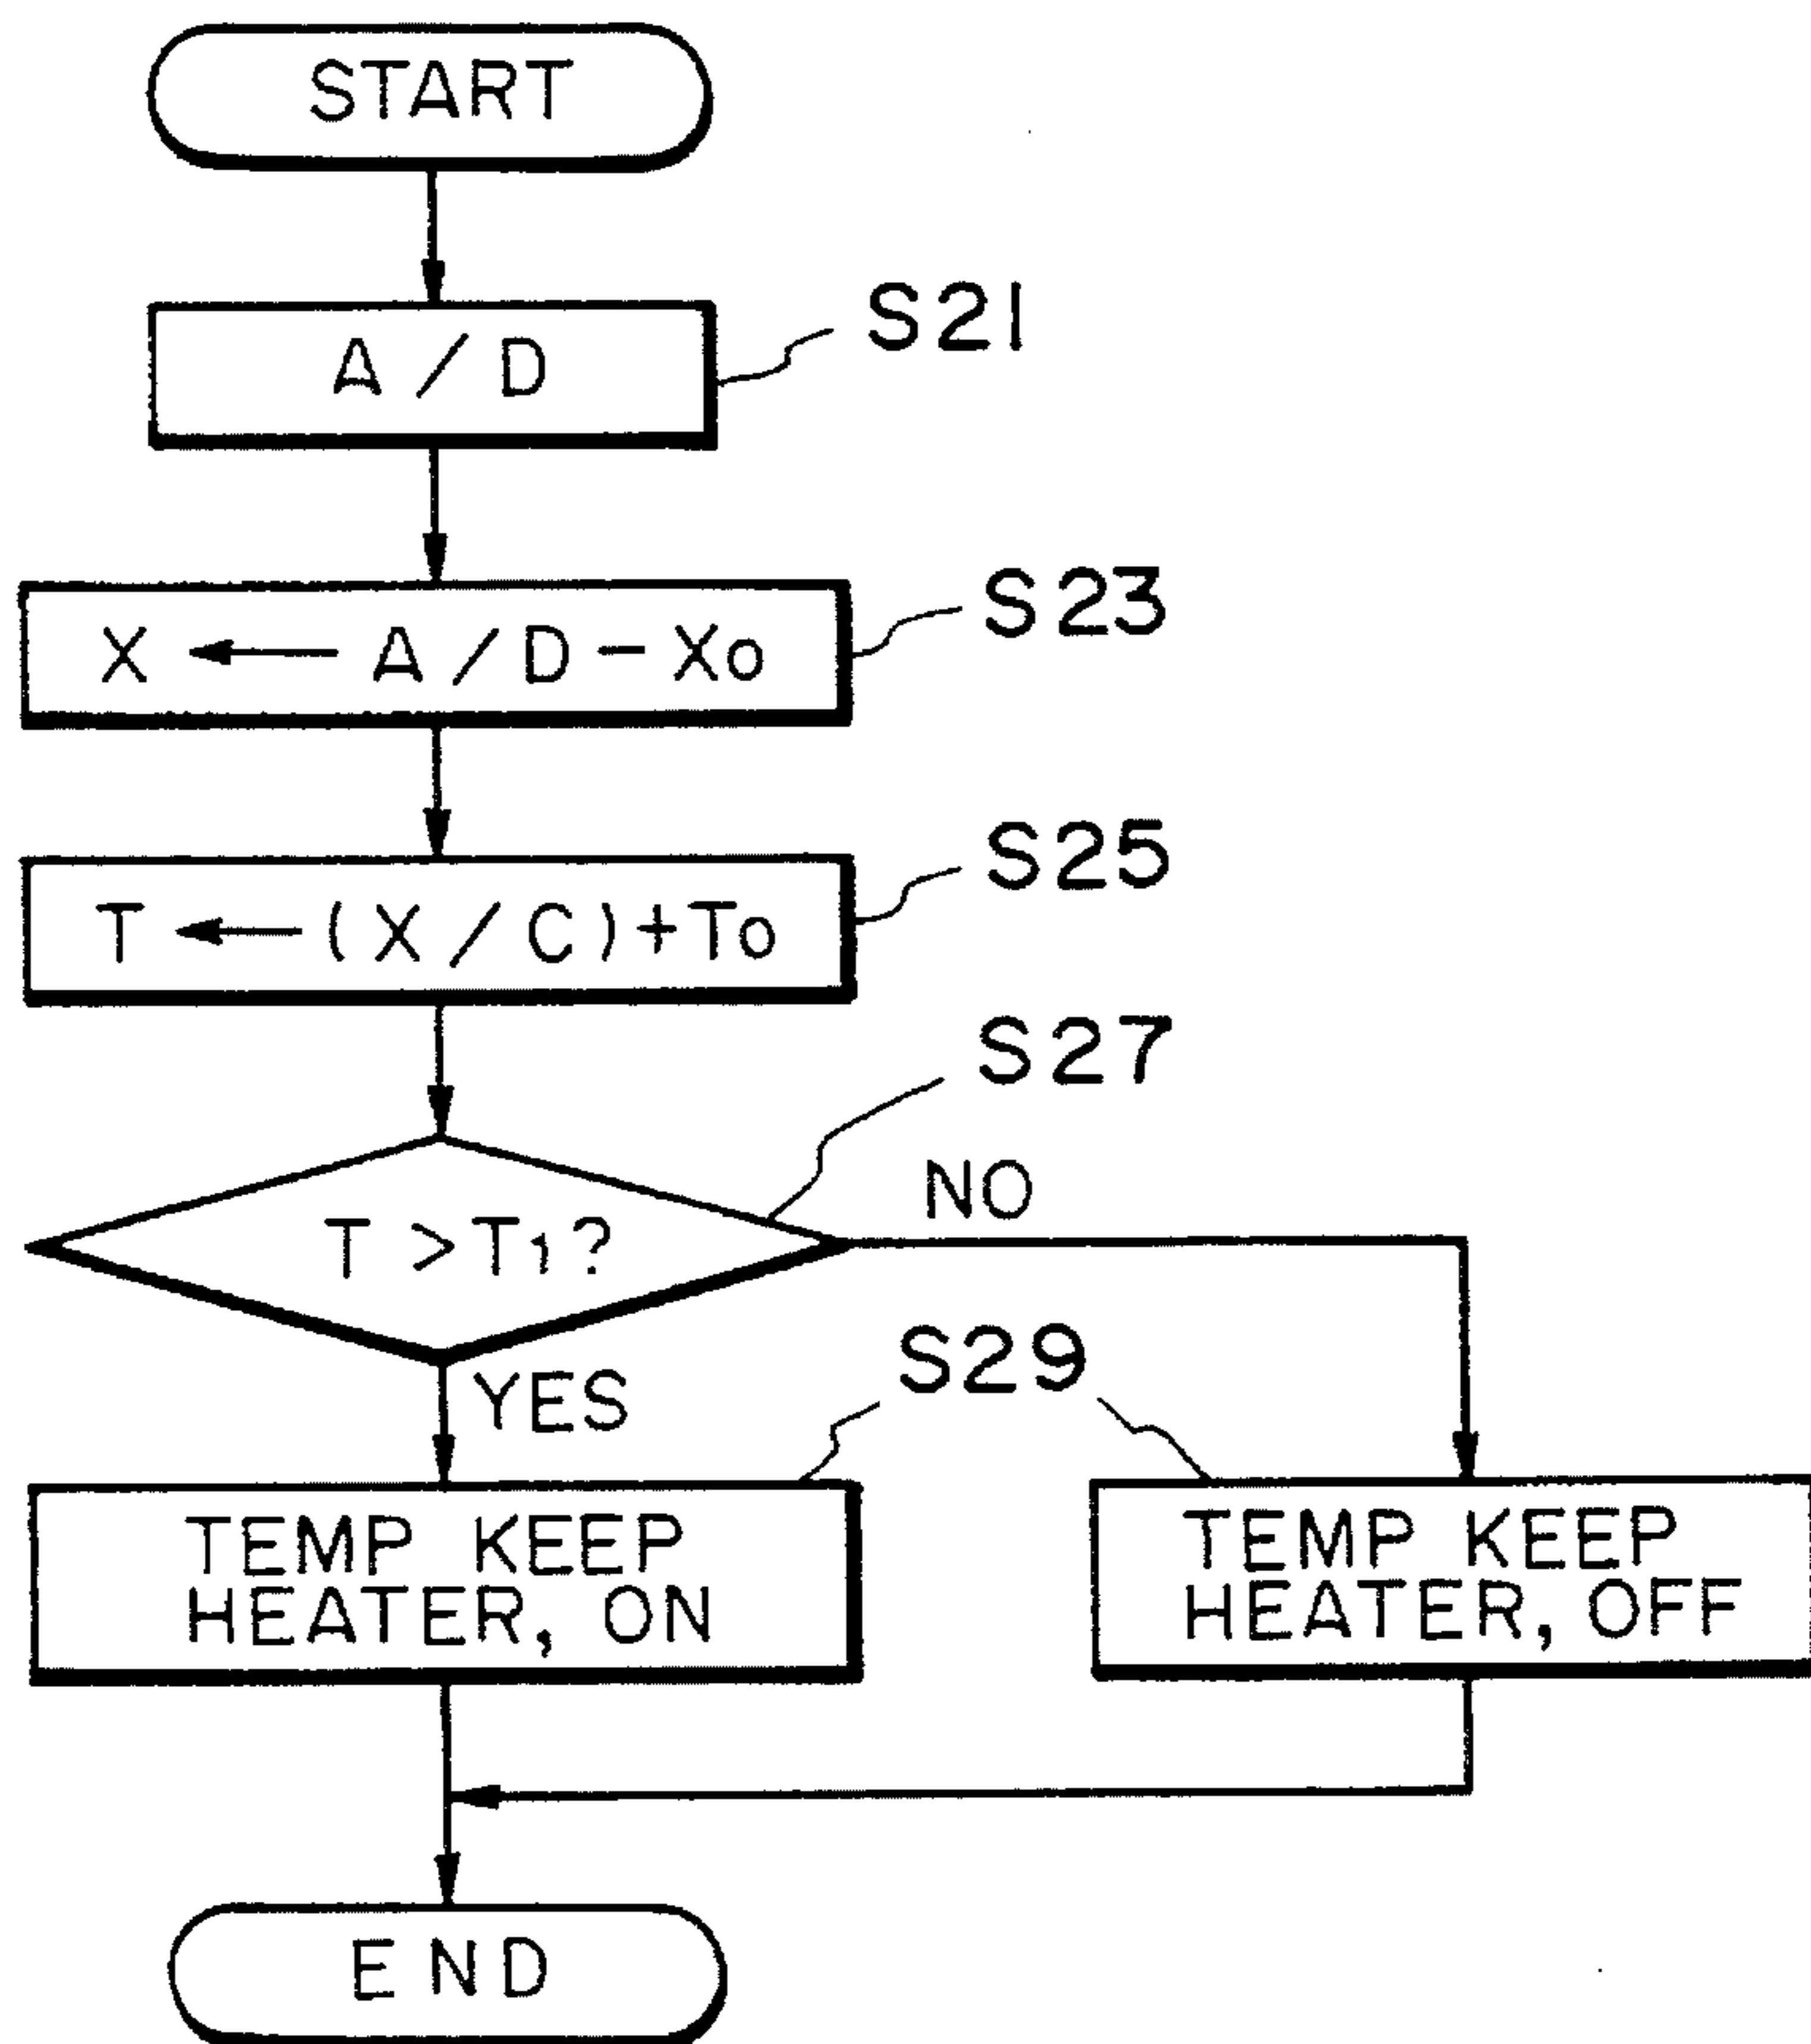 START
A/D
S21
X ← A/D-Xo
S23
T ← (X/C)+To
S25
S27
T>T1?
NO
YES
S29
TEMP KEEP
HEATER, ON
TEMP KEEP
HEATER, OFF
END